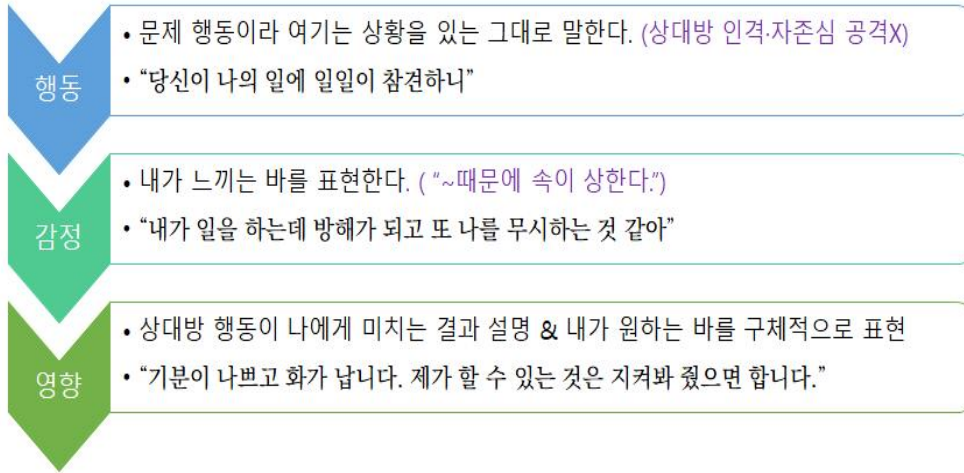 행동
• 문제 행동이라 여기는 상황을 있는 그대로 말한다. (상대방 인격·자존심 공격X)
• “당신이 나의 일에 일일이 참견하니”
감정
• 내가 느끼는 바를 표현한다. ( “~때문에 속이 상한다.”)
• “내가 일을 하는데 방해가 되고 또 나를 무시하는 것 같아”
영향
• 상대방 행동이 나에게 미치는 결과 설명 & 내가 원하는 바를 구체적으로 표현
• “기분이 나쁘고 화가 납니다. 제가 할 수 있는 것은 지켜봐 줬으면 합니다.”